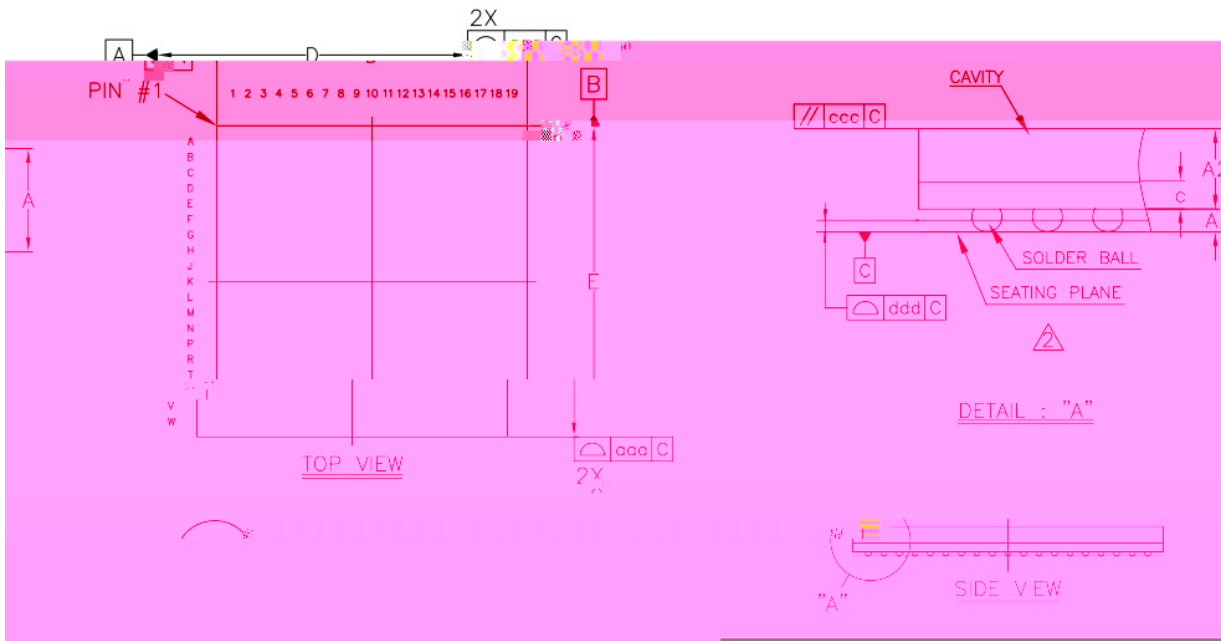 2X
A D
PIN #1
1 2 3 4 5 6 7 8 9 10 11 12 13 14 15 16 17 18 19
B
CAVITY
// ccc C
A
B
C
D
E
F
G
H
J
K
L
M
N
P
R
T
V
W
A
E
A2
C
A
SOLDER BALL
C
SEATING PLANE
ddd C
2
DETAIL : "A"
aaa C
2X
TOP VIEW
"A"
SIDE VIEW